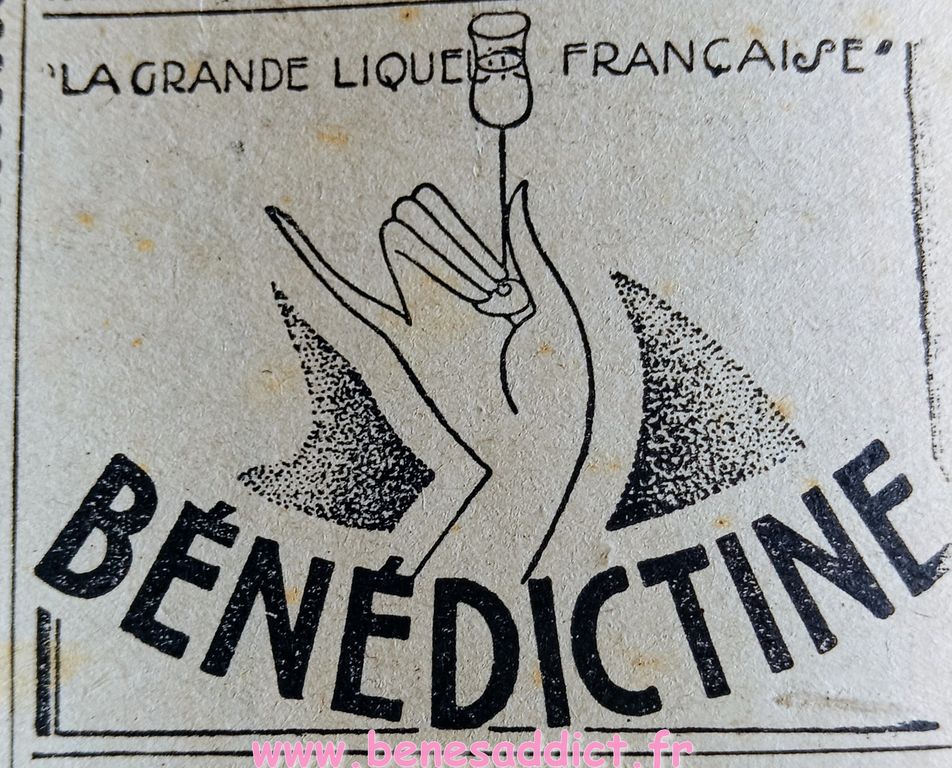 "LA GRANDE LIQUEUR FRANÇAISE"
BÉNÉDICTINE
www.benesaddict.fr